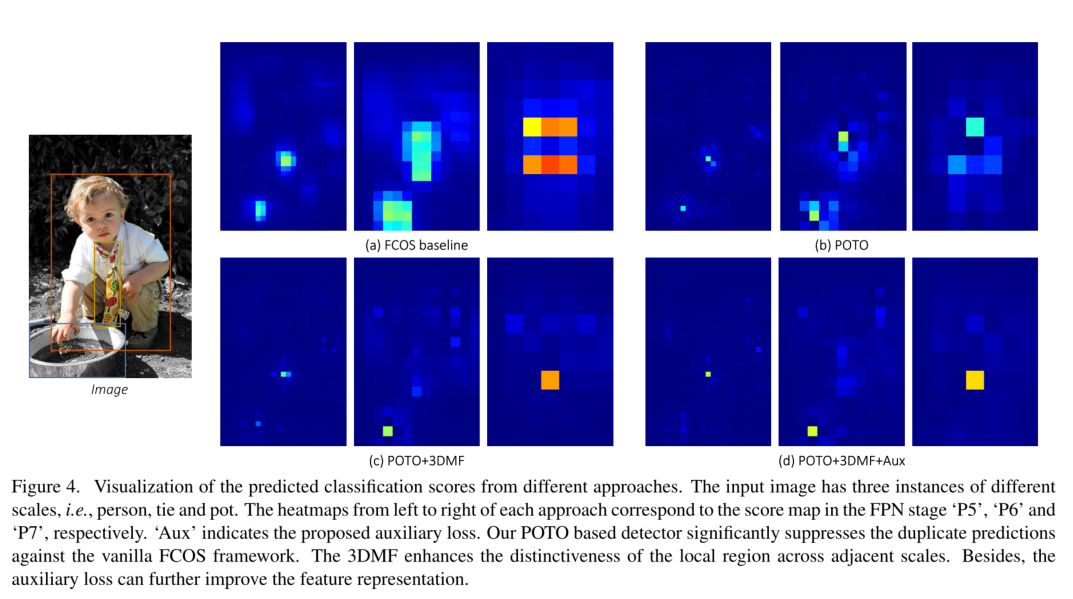 Image
(a) FCOS baseline
(b) POTO
(c) POTO+3DMF
(d) POTO+3DMF+Aux
Figure 4. Visualization of the predicted classification scores from different approaches. The input image has three instances of different
scales, i.e., person, tie and pot. The heatmaps from left to right of each approach correspond to the score map in the FPN stage ‘P5’, ‘P6’ and
‘P7’, respectively. ‘Aux’ indicates the proposed auxiliary loss. Our POTO based detector significantly suppresses the duplicate predictions
against the vanilla FCOS framework. The 3DMF enhances the distinctiveness of the local region across adjacent scales. Besides, the
auxiliary loss can further improve the feature representation.